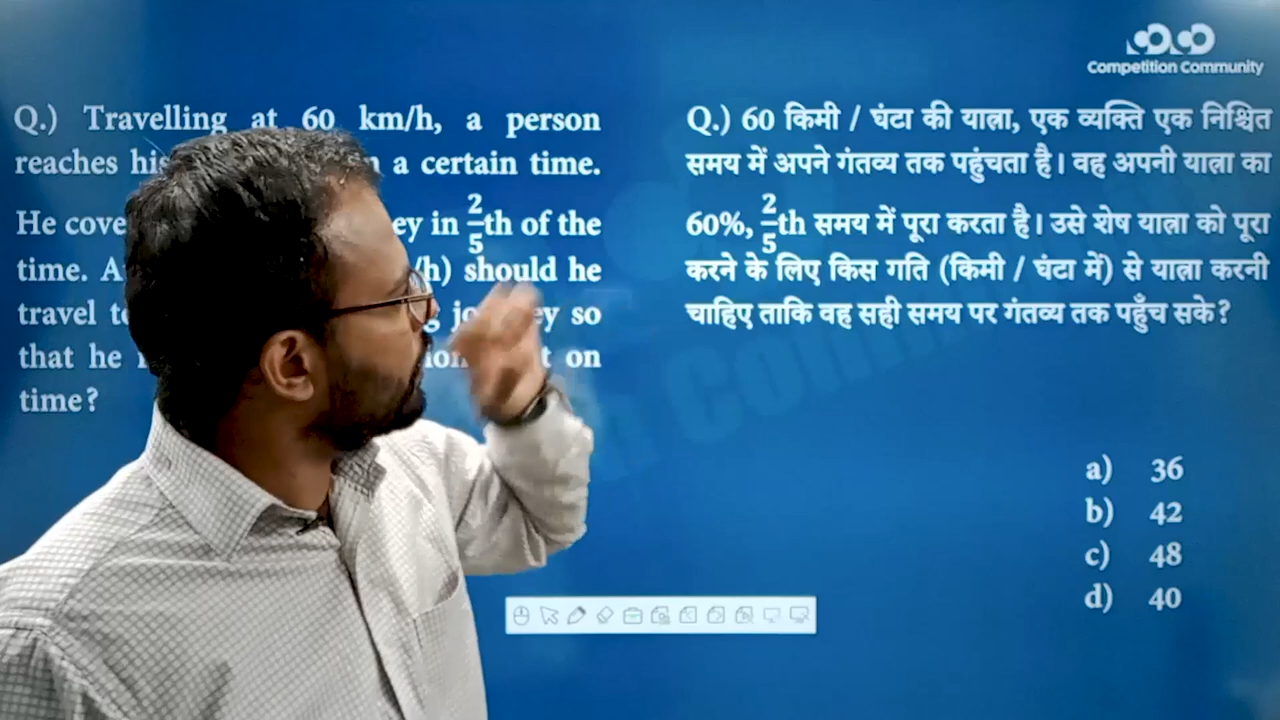 Competition Community
Q.) Travelling at 60 km/h, a person
reaches his a certain time.
He cove ey in 2/5th of the
time. A /h) should he
travel t g jo ey so
that he ion t on
time?
Q.) 60 किमी / घंटा की यात्रा, एक व्यक्ति एक निश्चित
समय में अपने गंतव्य तक पहुंचता है। वह अपनी यात्रा का
60%, 2/5th समय में पूरा करता है। उसे शेष यात्रा को पूरा
करने के लिए किस गति (किमी / घंटा में) से यात्रा करनी
चाहिए ताकि वह सही समय पर गंतव्य तक पहुँच सके?
a) 36
b) 42
c) 48
d) 40